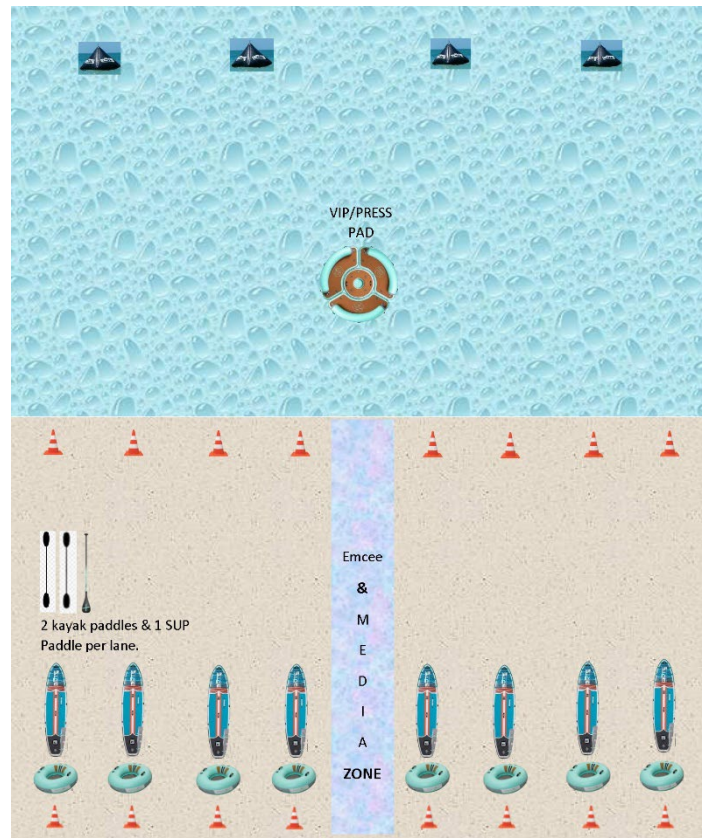 VIP/PRESS
PAD
Emcee
&
M
E
D
I
A
ZONE
2 kayak paddles & 1 SUP
Paddle per lane.